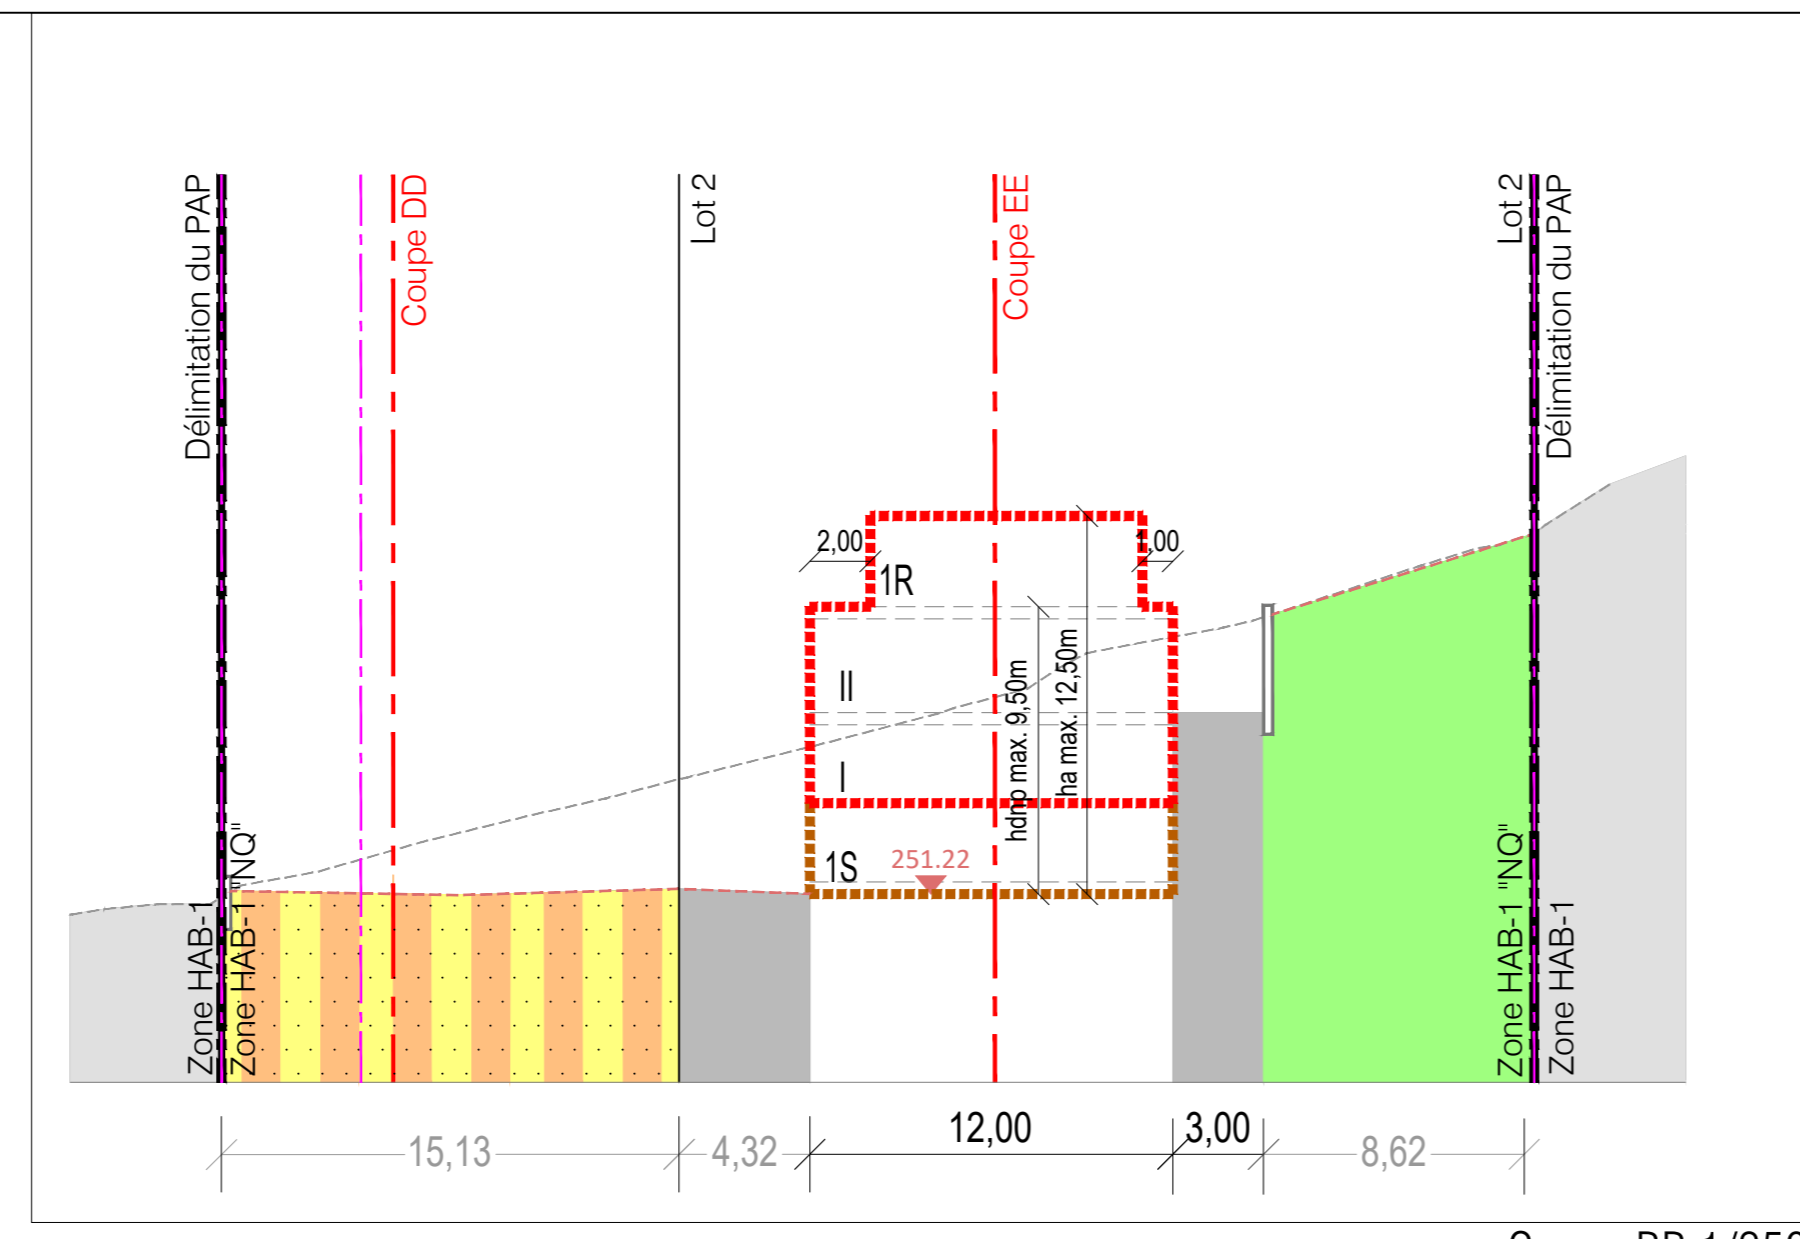 Délimitation du PAP
Coupe DD
Lot 2
Coupe EE
Lot 2
Délimitation du PAP
2,00
1,00
1R
II
I
hdnp max. 9,50m
ha max. 12,50m
1S
251.22
Zone HAB-1
Zone HAB-1 "NQ"
Zone HAB-1 "NQ"
Zone HAB-1
15,13
4,32
12,00
3,00
8,62